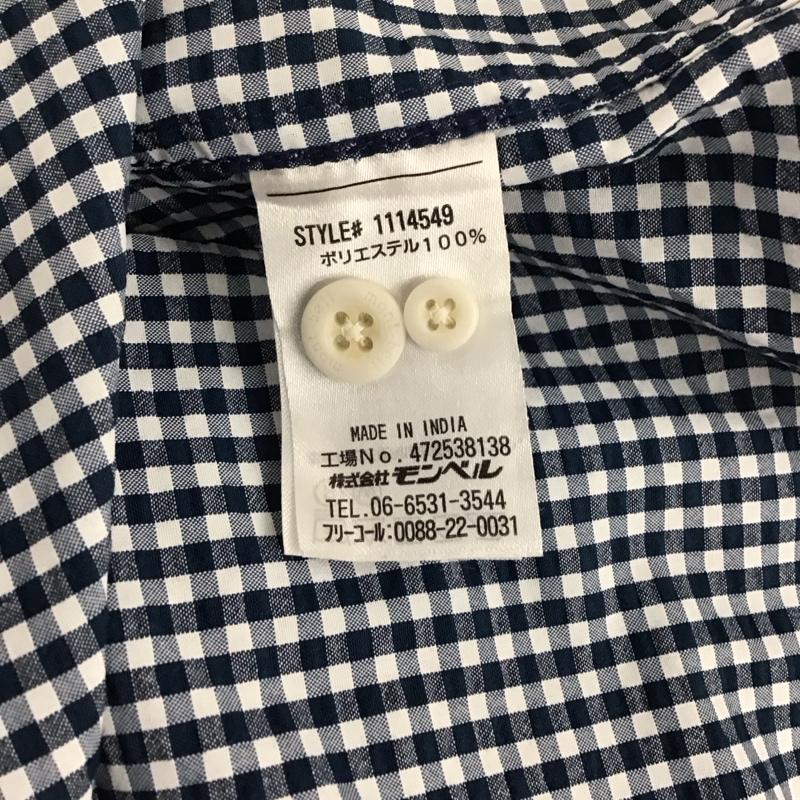 STYLE# 1114549
ポリエステル100%
mont-bell
MADE IN INDIA
工場No. 472538138
株式会社 モンベル
TEL.06-6531-3544
フリーコール:0088-22-0031